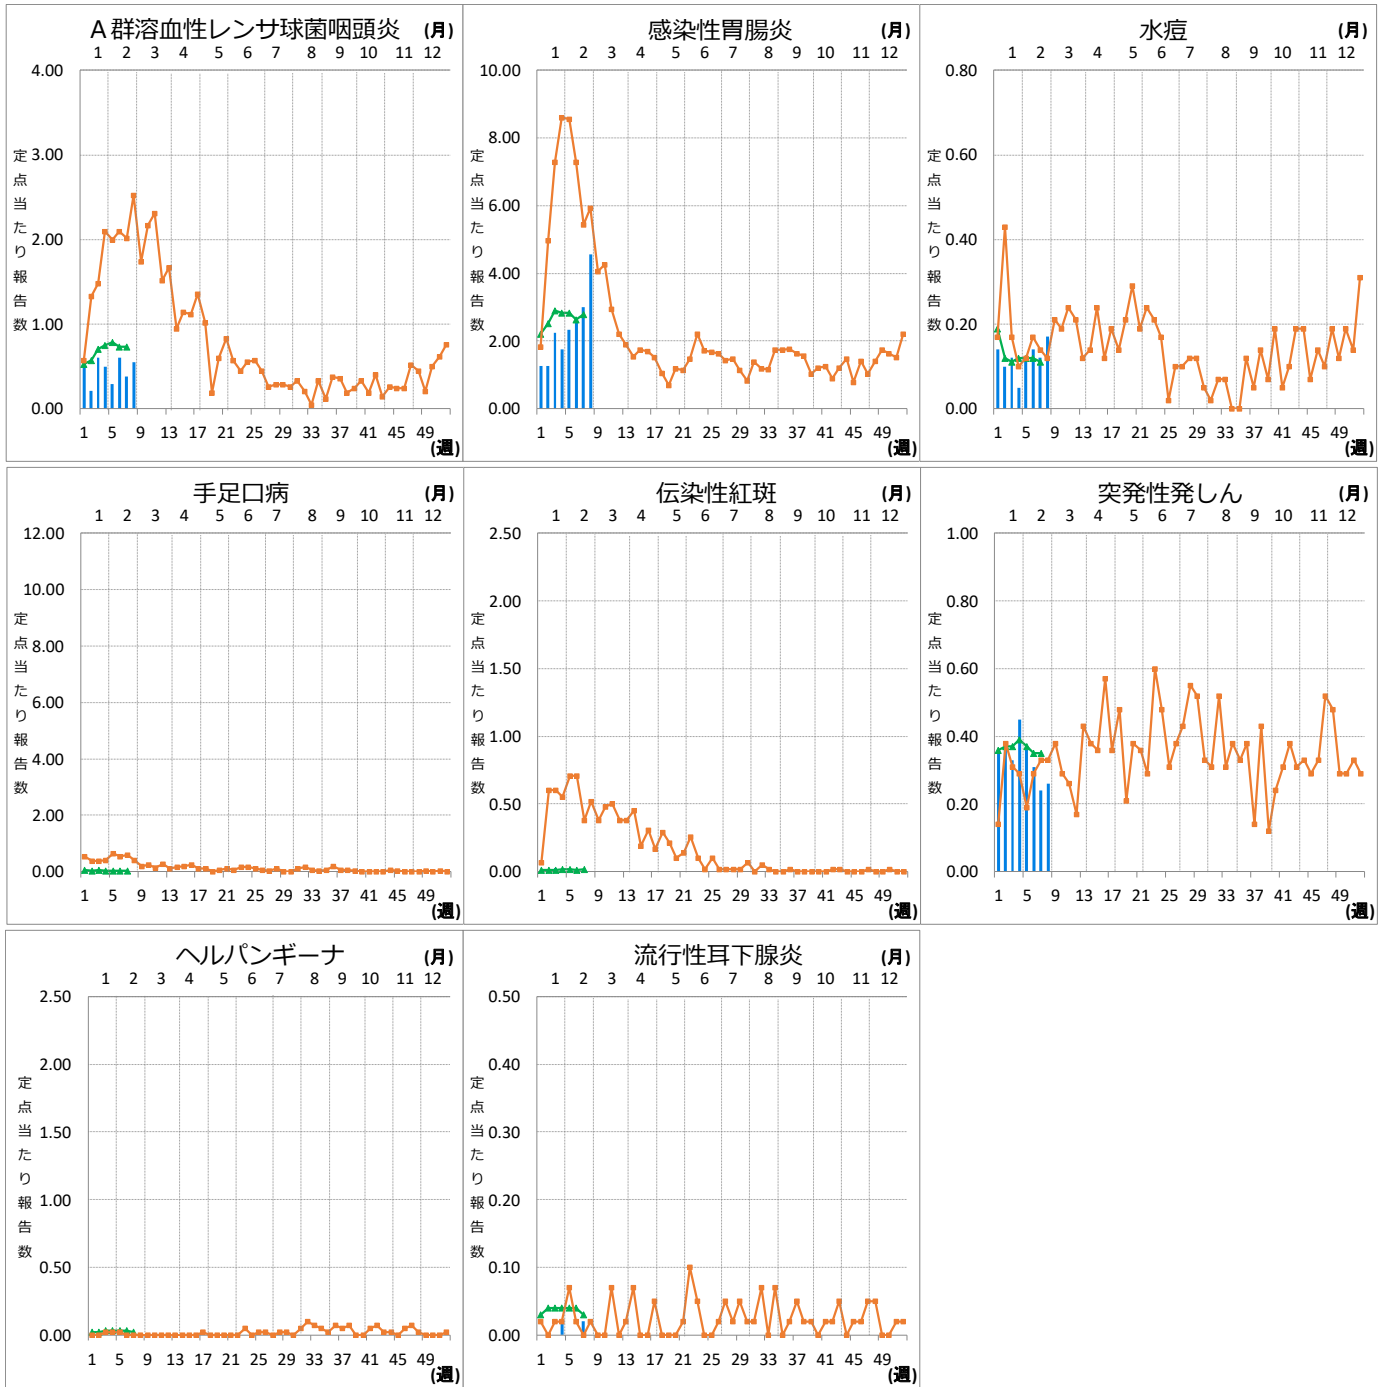 A群溶血性レンサ球菌咽頭炎 (月)
1 2 3 4 5 6 7 8 9 10 11 12
4.00
3.00
2.00
1.00
0.00
定点当たり報告数
1 5 9 13 17 21 25 29 33 37 41 45 49
(週)
感染性胃腸炎 (月)
1 2 3 4 5 6 7 8 9 10 11 12
10.00
8.00
6.00
4.00
2.00
0.00
定点当たり報告数
1 5 9 13 17 21 25 29 33 37 41 45 49
(週)
水痘 (月)
1 2 3 4 5 6 7 8 9 10 11 12
0.80
0.60
0.40
0.20
0.00
定点当たり報告数
1 5 9 13 17 21 25 29 33 37 41 45 49
(週)
手足口病 (月)
1 2 3 4 5 6 7 8 9 10 11 12
12.00
10.00
8.00
6.00
4.00
2.00
0.00
定点当たり報告数
1 5 9 13 17 21 25 29 33 37 41 45 49
(週)
伝染性紅斑 (月)
1 2 3 4 5 6 7 8 9 10 11 12
2.50
2.00
1.50
1.00
0.50
0.00
定点当たり報告数
1 5 9 13 17 21 25 29 33 37 41 45 49
(週)
突発性発しん (月)
1 2 3 4 5 6 7 8 9 10 11 12
1.00
0.80
0.60
0.40
0.20
0.00
定点当たり報告数
1 5 9 13 17 21 25 29 33 37 41 45 49
(週)
ヘルパンギーナ (月)
1 2 3 4 5 6 7 8 9 10 11 12
2.50
2.00
1.50
1.00
0.50
0.00
定点当たり報告数
1 5 9 13 17 21 25 29 33 37 41 45 49
(週)
流行性耳下腺炎 (月)
1 2 3 4 5 6 7 8 9 10 11 12
0.50
0.40
0.30
0.20
0.10
0.00
定点当たり報告数
1 5 9 13 17 21 25 29 33 37 41 45 49
(週)